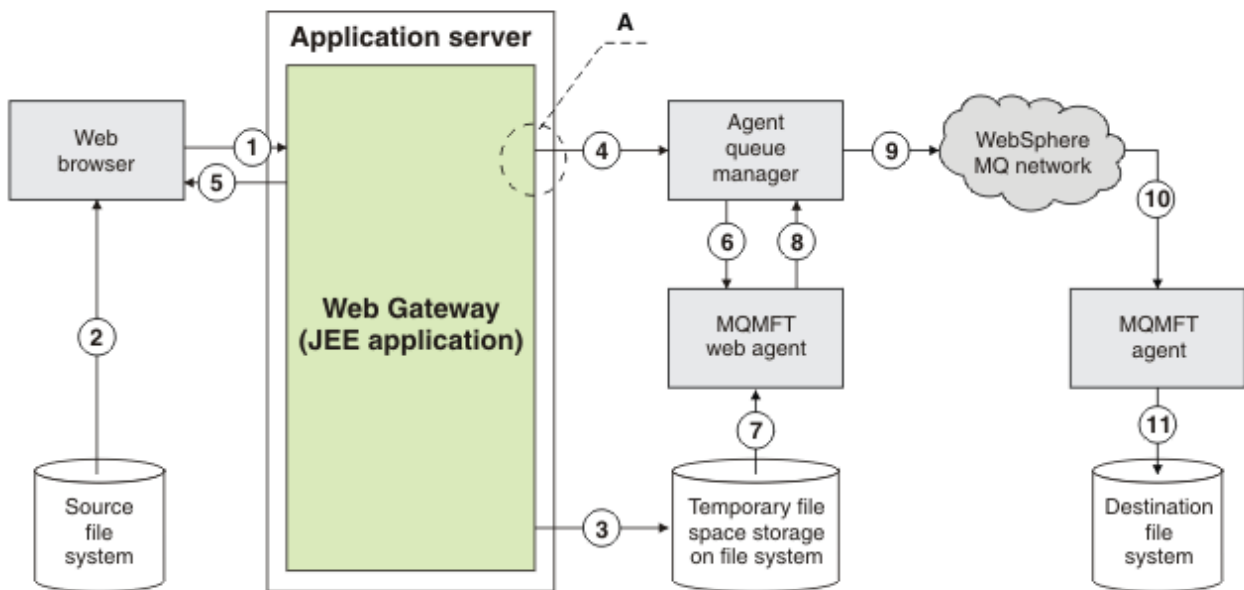 Application server
A
Web
browser
1
5
4
Agent
queue
manager
9
WebSphere
MQ network
10
6
8
2
Web Gateway
(JEE application)
MQMFT
web agent
MQMFT
agent
7
11
Source
file
system
3
Temporary file
space storage
on file system
Destination
file
system